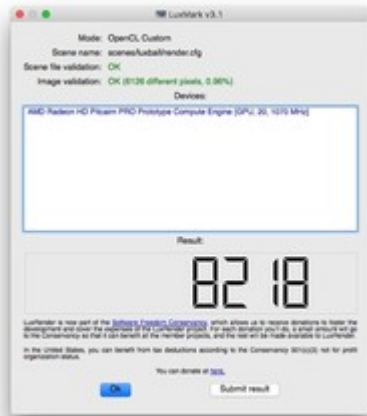 LuxMark v3.1
Mode: OpenCL Custom
Scene name: scenes/luxball/render.cfg
Scene file validation: OK
Image validation: OK (6126 different pixels, 0.96%)
Devices:
AMD Radeon HD Pitcairn PRO Prototype Compute Engine [GPU, 20, 1070 MHz]
Result:
8218
LuxRender is now part of the Software Freedom Conservancy, which allows us to receive donations to foster the
development and cover the expenses of the LuxRender project. For each donation you'll do, a small amount will go
to the Conservancy so that it can benefit all the member projects, and the rest will be made available to LuxRender.
In the United States, you can benefit from tax deductions according to the Conservancy 501(c)(3) not for profit
organization status.
You can donate at here.
Ok
Submit result